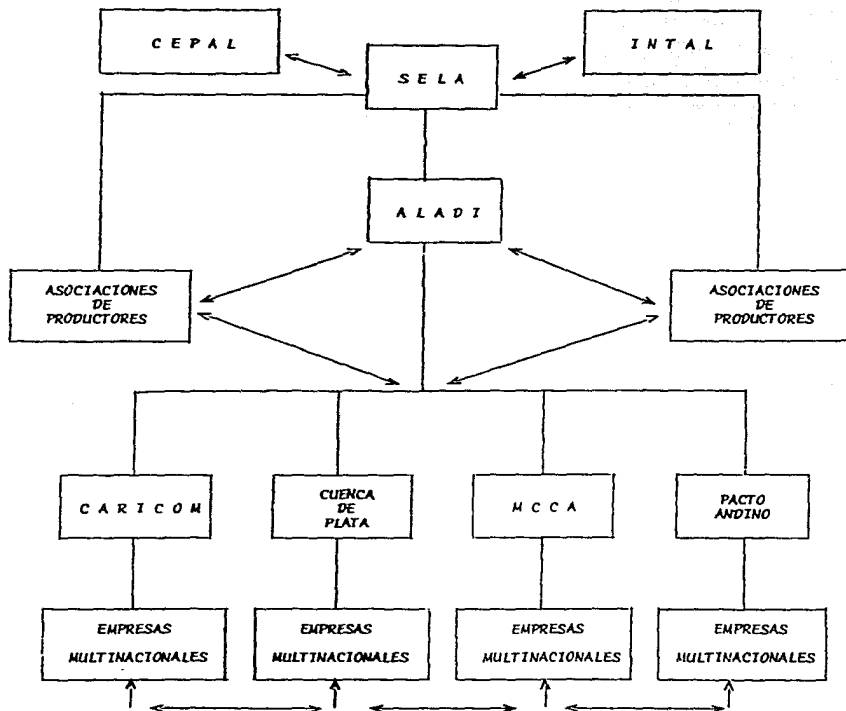 CEPAL
INTAL
SELA
ALADI
ASOCIACIONES
DE
PRODUCTORES
ASOCIACIONES
DE
PRODUCTORES
CARICOM
CUENCA
DE
PLATA
MCCA
PACTO
ANDINO
EMPRESAS
MULTINACIONALES
EMPRESAS
MULTINACIONALES
EMPRESAS
MULTINACIONALES
EMPRESAS
MULTINACIONALES